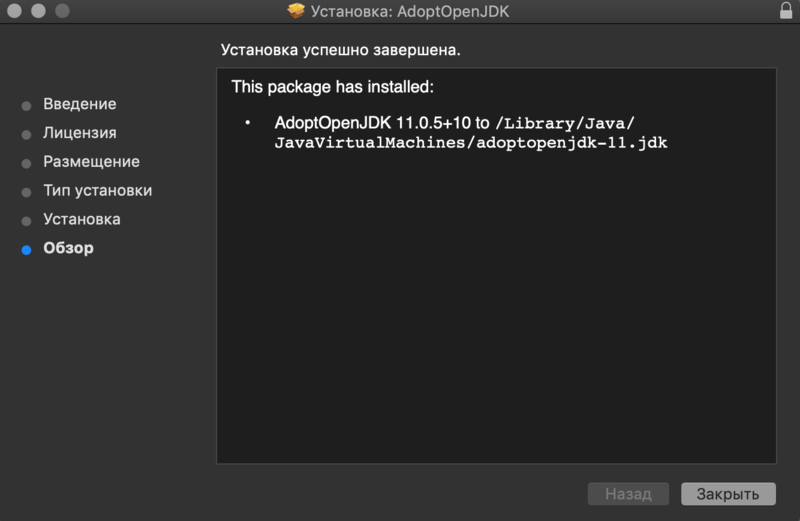 Установка: AdoptOpenJDK
Установка успешно завершена.
Введение
Лицензия
Размещение
Тип установки
Установка
Обзор
This package has installed:
• AdoptOpenJDK 11.0.5+10 to /Library/Java/
JavaVirtualMachines/adoptopenjdk-11.jdk
Назад
Закрыть